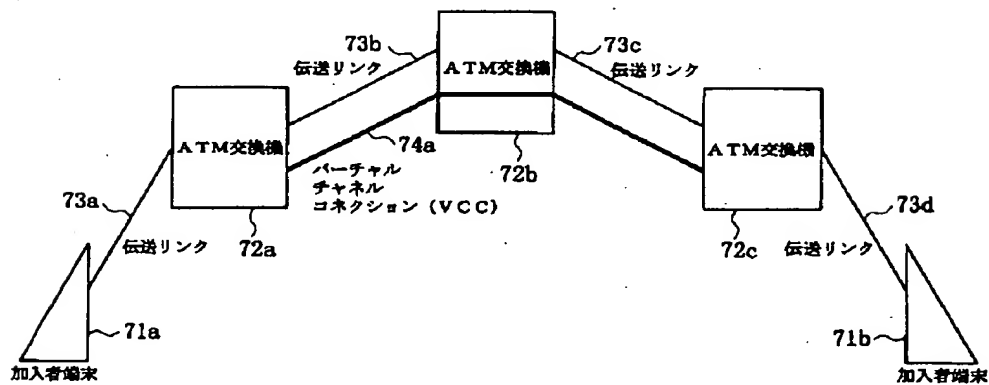 73b
伝送リンク
ATM交換機
73c
伝送リンク
ATM交換機
74a
バーチャル
チャネル
コネクション(VCC)
72b
ATM交換機
73a
伝送リンク
72a
72c
73d
伝送リンク
71a
加入者端末
71b
加入者端末